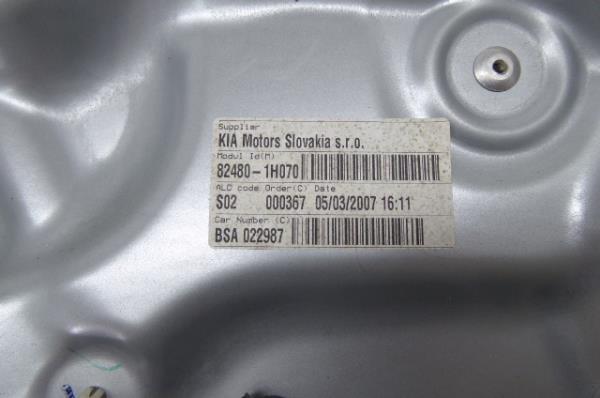 Supplier
KIA Motors Slovakia s.r.o.
Modul Id(M)
82480-1H070
ALC code Order(C) Date
S02 000367 05/03/2007 16:11
Car Number (C)
BSA 022987